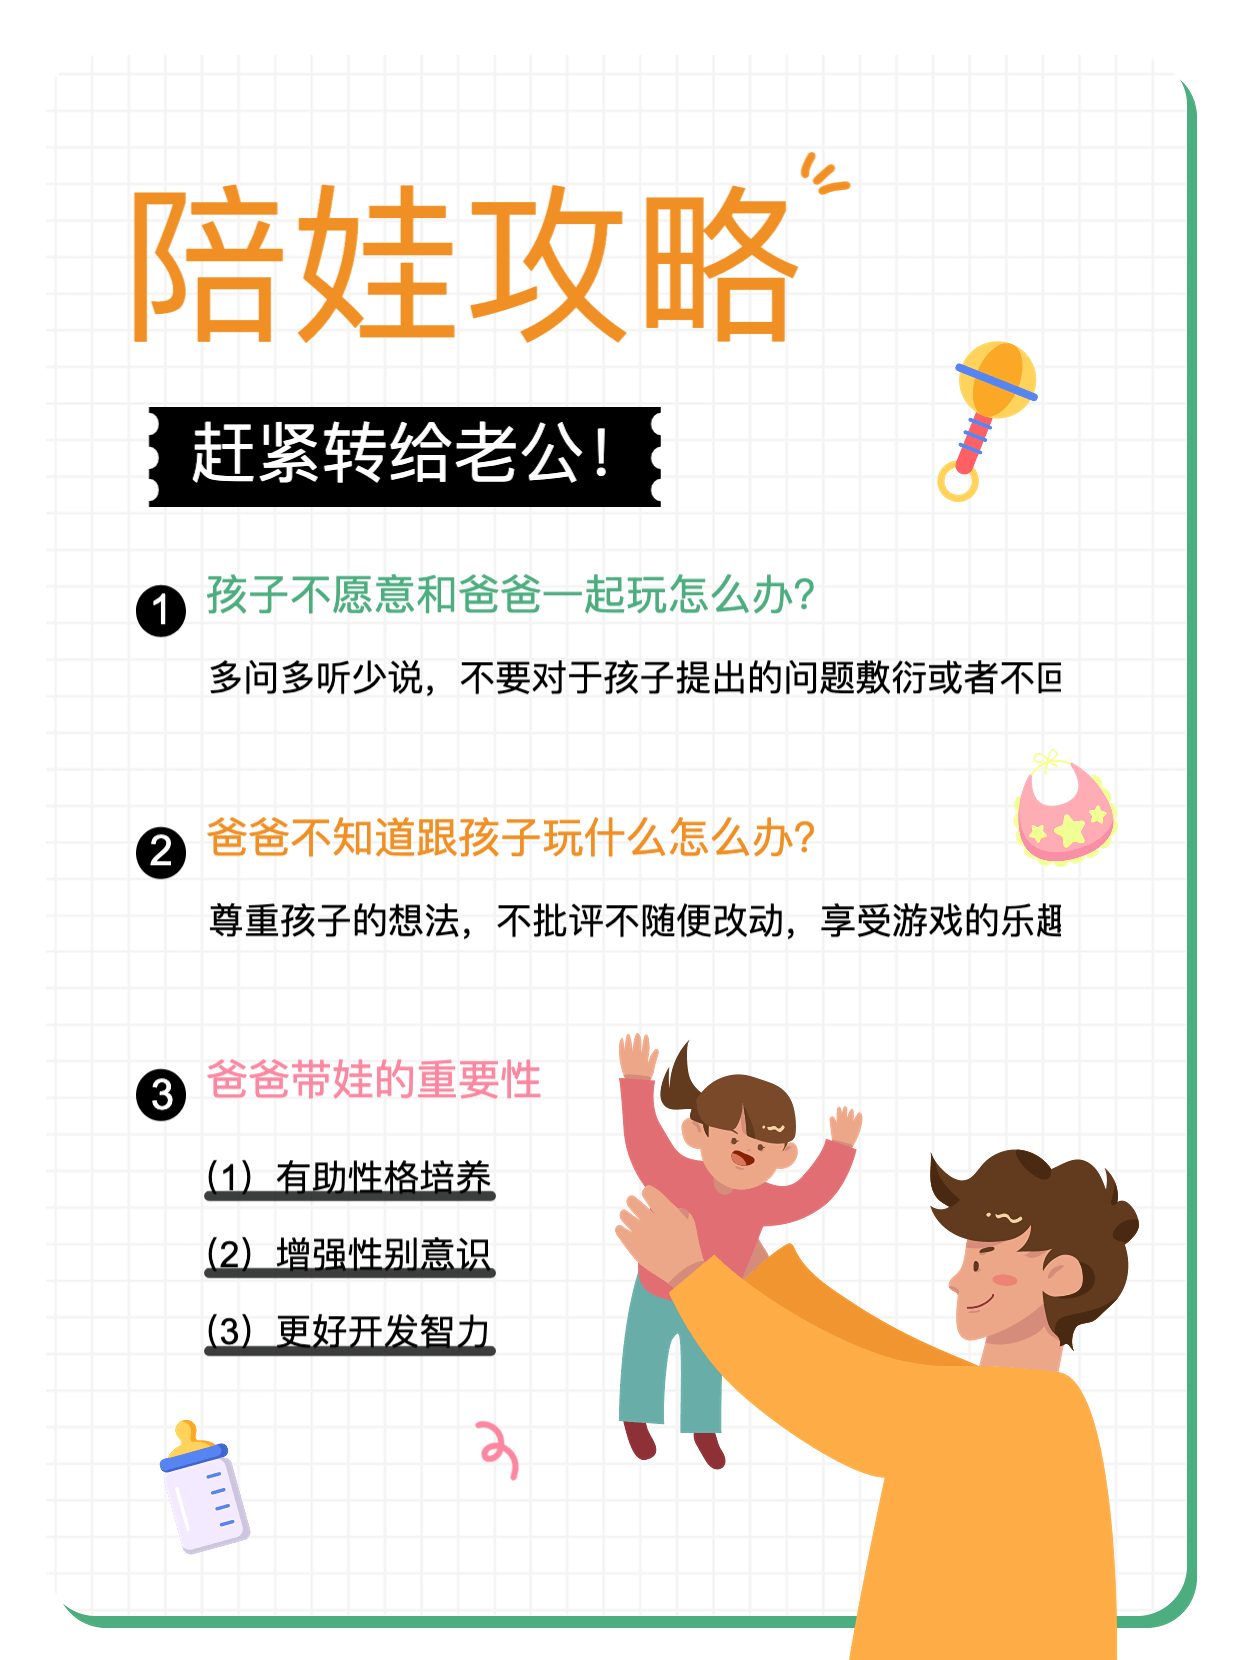 陪娃攻略
赶紧转给老公！
1 孩子不愿意和爸爸一起玩怎么办？
多问多听少说，不要对于孩子提出的问题敷衍或者不回
2 爸爸不知道跟孩子玩什么怎么办？
尊重孩子的想法，不批评不随便改动，享受游戏的乐趣
3 爸爸带娃的重要性
（1）有助性格培养
（2）增强性别意识
（3）更好开发智力